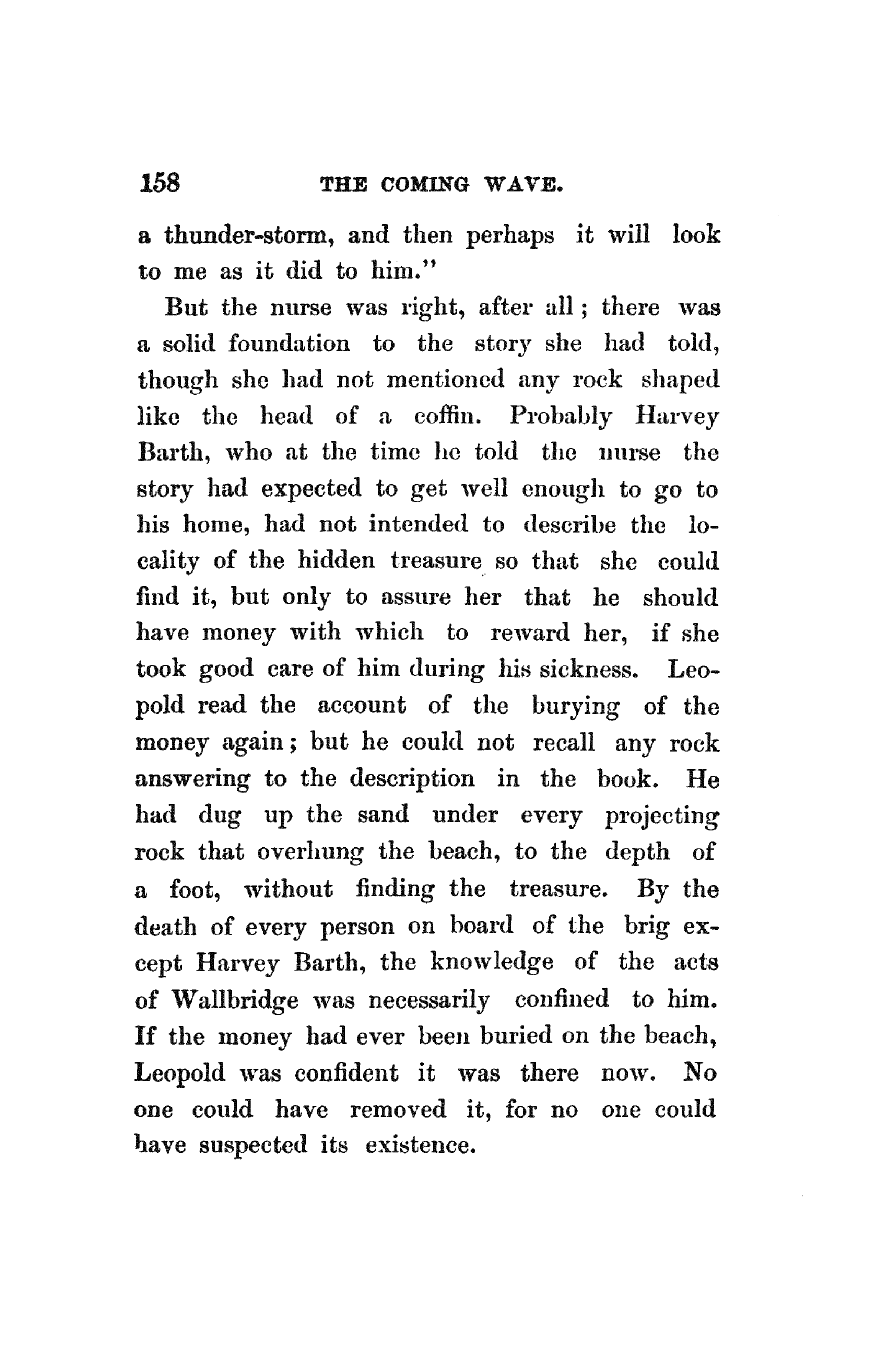 158 THE COMING WAVE.
a thunder-storm, and then perhaps it will look
to me as it did to him."
But the nurse was right, after all ; there was
a solid foundation to the story she had told,
though she had not mentioned any rock shaped
like the head of a coffin. Probably Harvey
Barth, who at the time he told the nurse the
story had expected to get well enough to go to
his home, had not intended to describe the lo-
cality of the hidden treasure so that she could
find it, but only to assure her that he should
have money with which to reward her, if she
took good care of him during his sickness. Leo-
pold read the account of the burying of the
money again ; but he could not recall any rock
answering to the description in the book. He
had dug up the sand under every projecting
rock that overhung the beach, to the depth of
a foot, without finding the treasure. By the
death of every person on board of the brig ex-
cept Harvey Barth, the knowledge of the acts
of Wallbridge was necessarily confined to him.
If the money had ever been buried on the beach,
Leopold was confident it was there now. No
one could have removed it, for no one could
have suspected its existence.